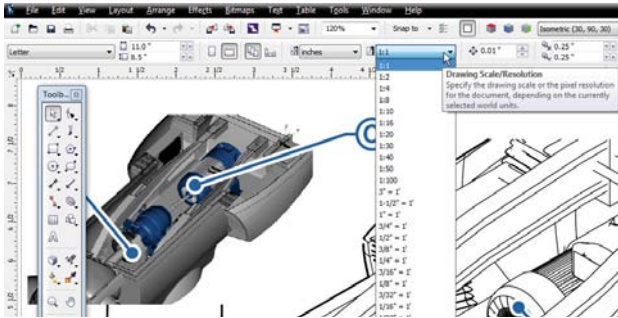 File Edit View Layout Arrange Effects Bitmaps Text Table Tools Window Help
120% Snap to Isometric (30, 90, 30)
Letter 11.0" 8.5" inches 1:1 0.01" 0.25" 0.25"
Toolb...
1:1
1:2
1:4
1:8
1:10
1:16
1:20
1:30
1:40
1:50
1:100
3" = 1'
1-1/2" = 1'
1" = 1'
3/4" = 1'
1/2" = 1'
3/8" = 1'
1/4" = 1'
3/16" = 1'
1/8" = 1'
3/32" = 1'
1/16" = 1'
Drawing Scale/Resolution
Specify the drawing scale or the pixel resolution
for the document, depending on the currently
selected world units.